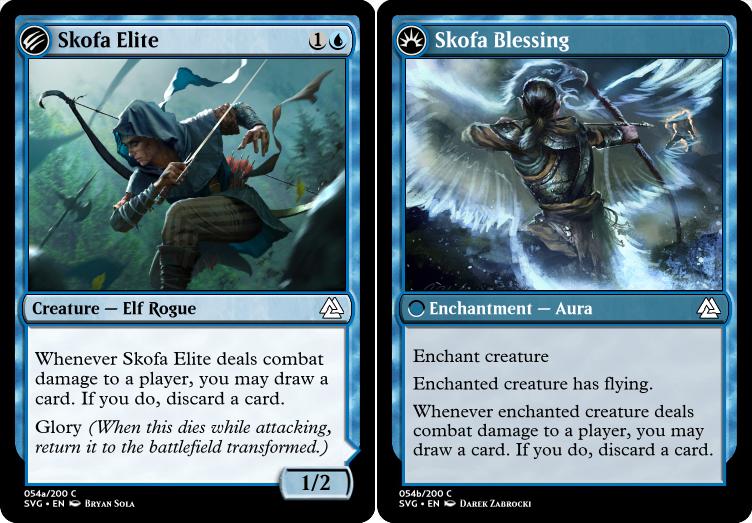 Skofa Elite
1
Creature — Elf Rogue
Whenever Skofa Elite deals combat
damage to a player, you may draw a
card. If you do, discard a card.
Glory (When this dies while attacking,
return it to the battlefield transformed.)
1/2
054a/200 C
SVG • EN Bryan Sola
Skofa Blessing
Enchantment — Aura
Enchant creature
Enchanted creature has flying.
Whenever enchanted creature deals
combat damage to a player, you may
draw a card. If you do, discard a card.
054b/200 C
SVG • EN Darek Zabrocki